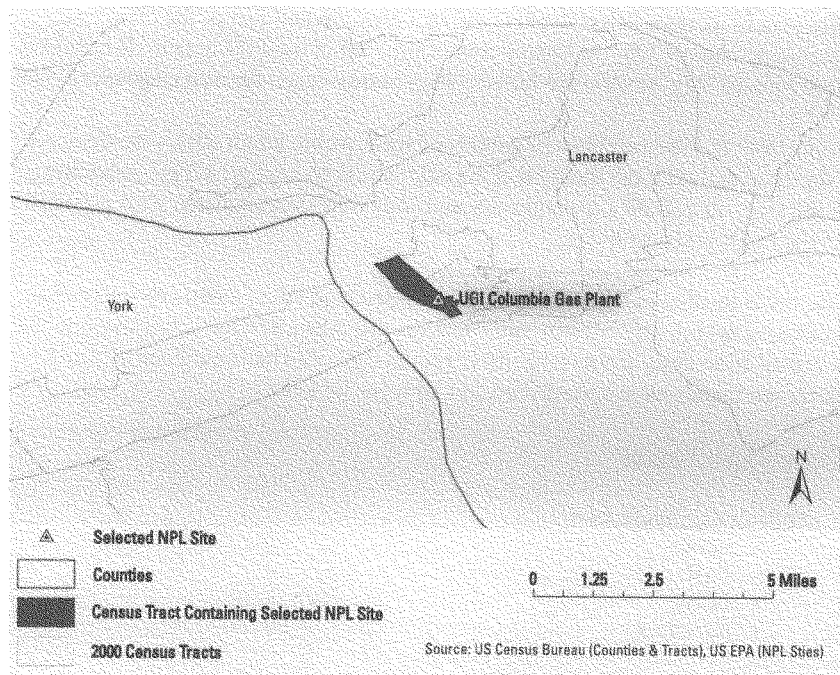 Lancaster
York
UGI Columbia Gas Plant
N
Selected NPL Site
Counties
Census Tract Containing Selected NPL Site
2000 Census Tracts
0 1.25 2.5 5 Miles
Source: US Census Bureau (Counties & Tracts), US EPA (NPL Sties)